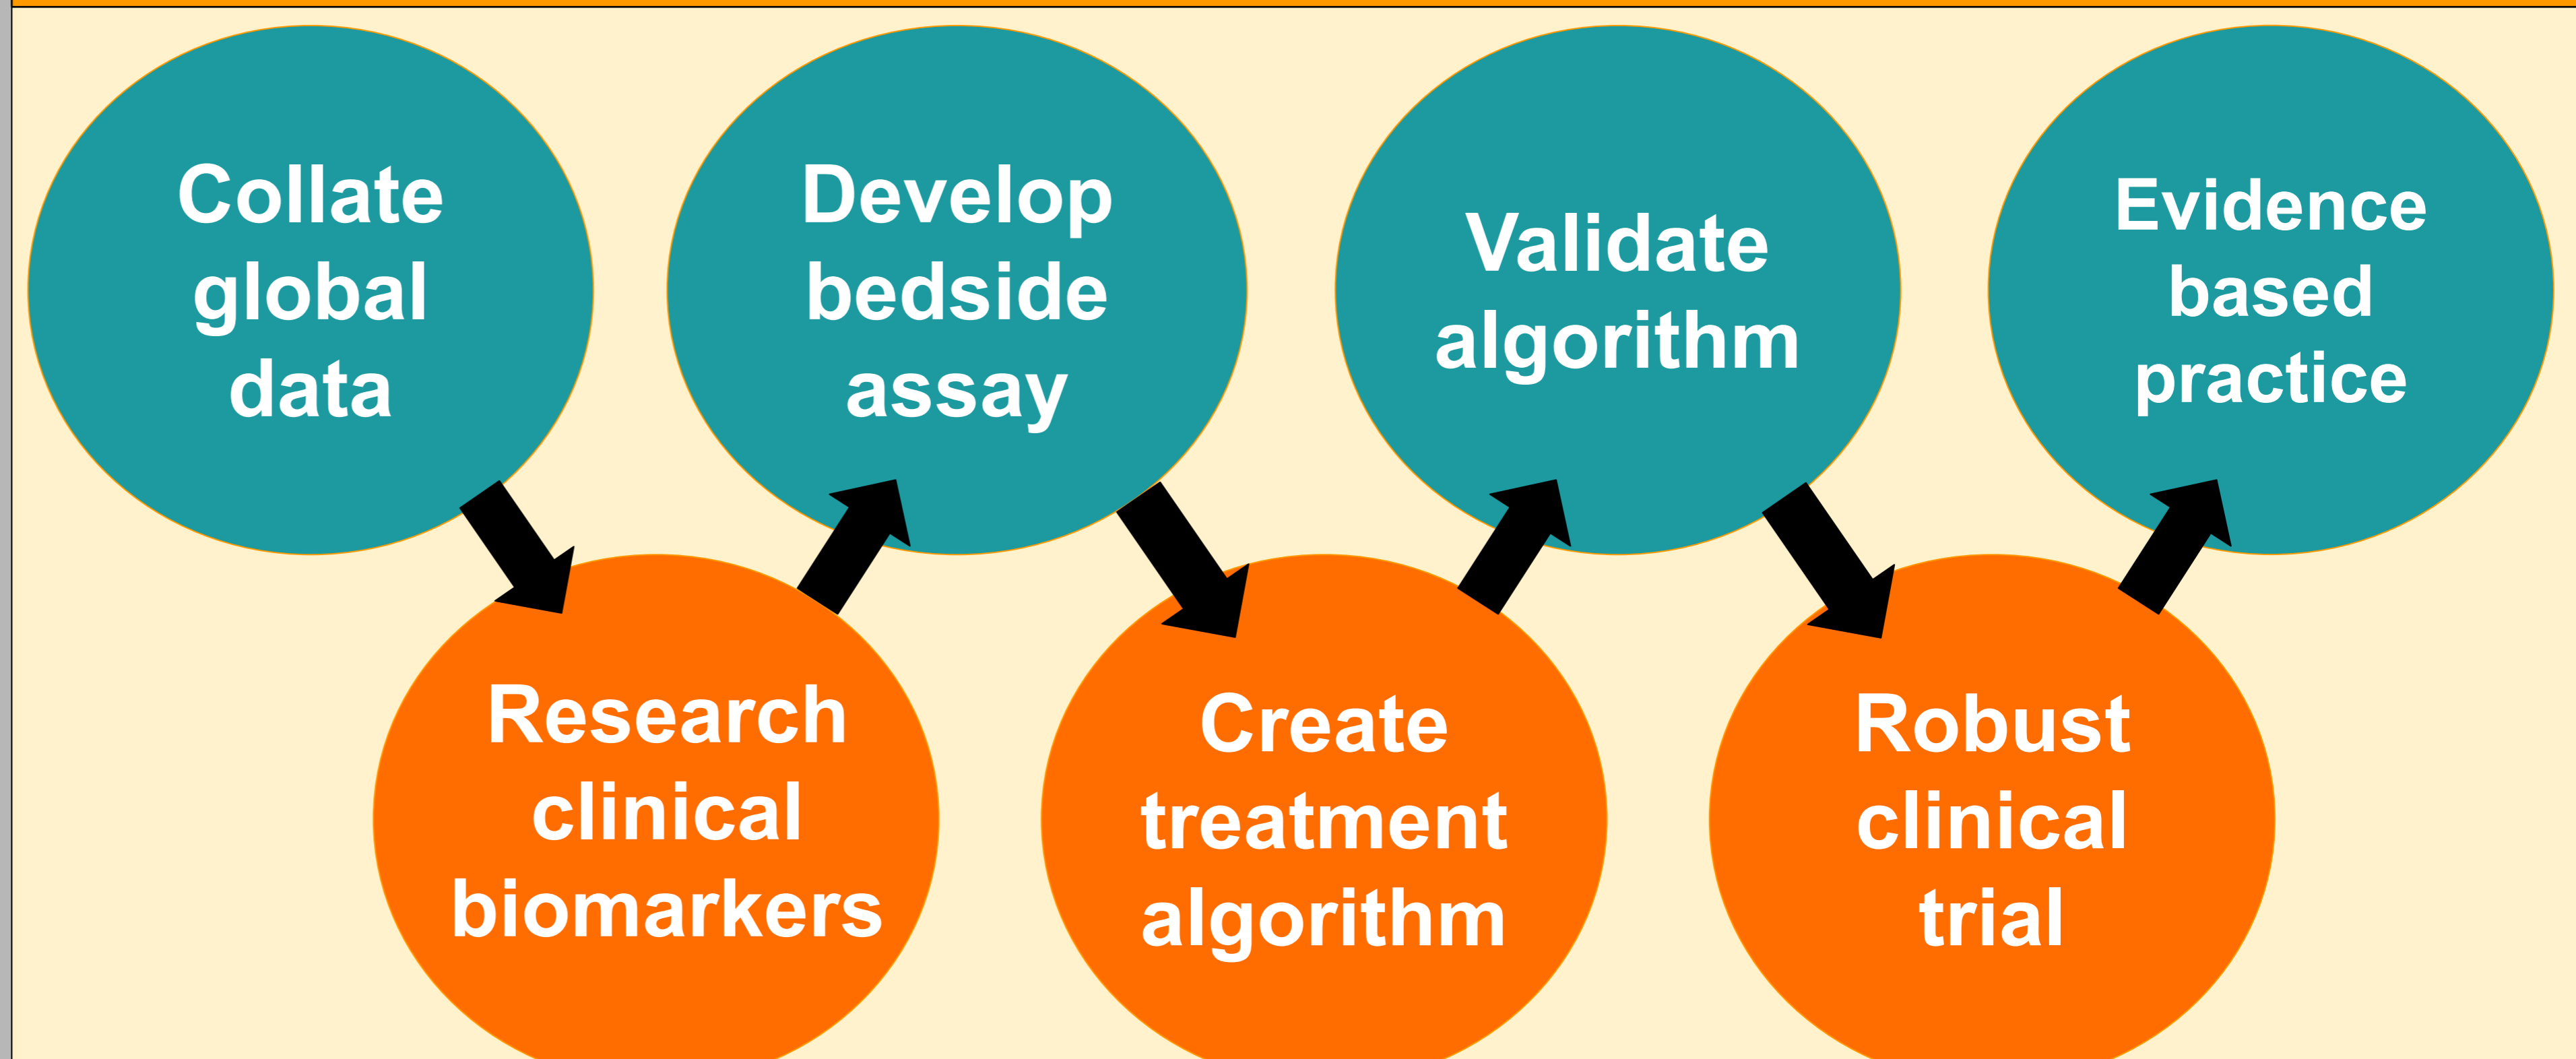 Collate
global
data
Research
clinical
biomarkers
Develop
bedside
assay
Create
treatment
algorithm
Validate
algorithm
Robust
clinical
trial
Evidence
based
practice